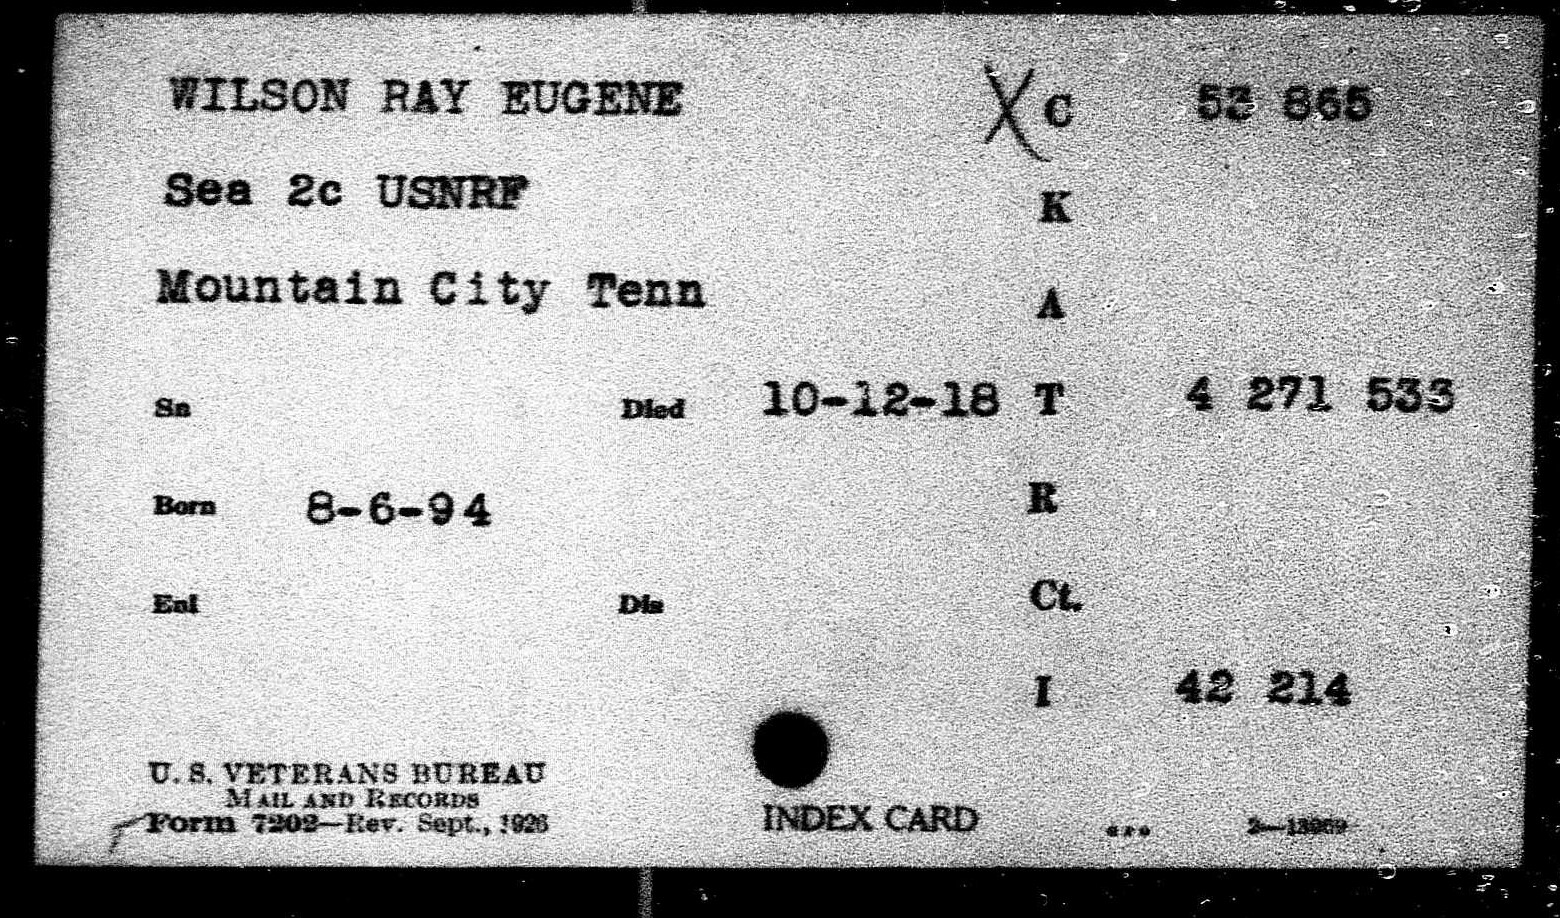 WILSON RAY EUGENE X C 53 865
Sea 2c USNRF K
Mountain City Tenn A
Sn Died 10-12-18 T 4 271 533
Born 8-6-94 R
Enl Dis Ct.
I 42 214
U. S. VETERANS BUREAU
MAIL AND RECORDS
Form 7202—Rev. Sept., 1926
INDEX CARD